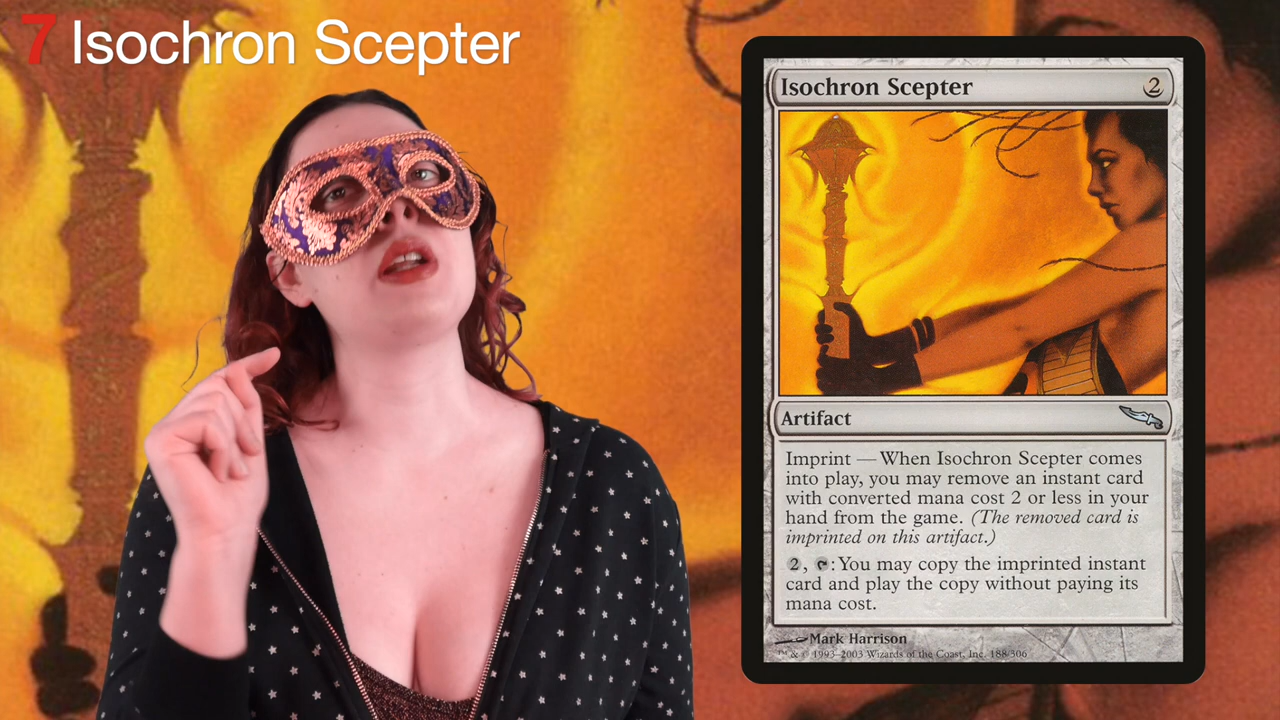 7 Isochron Scepter
Isochron Scepter 2
Artifact
Imprint — When Isochron Scepter comes
into play, you may remove an instant card
with converted mana cost 2 or less in your
hand from the game. (The removed card is
imprinted on this artifact.)
2, : You may copy the imprinted instant
card and play the copy without paying its
mana cost.
Mark Harrison
™ & © 1993–2003 Wizards of the Coast, Inc. 188/306